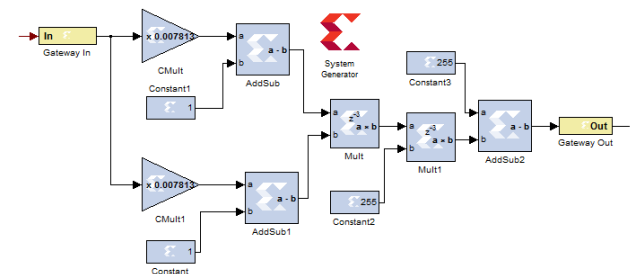 In
Gateway In
x 0.007813
CMult
a
b
a - b
AddSub
System
Generator
Constant1
1
255
Constant3
a
b
z-3
a × b
Mult
a
b
z-3
a × b
Mult1
a
b
a - b
AddSub2
Out
Gateway Out
x 0.007813
CMult1
a
b
a - b
AddSub1
255
Constant2
1
Constant